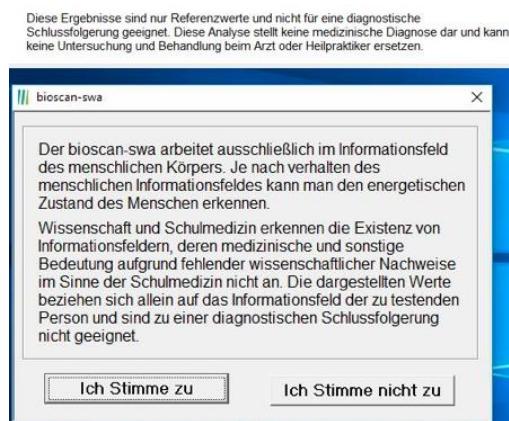 Diese Ergebnisse sind nur Referenzwerte und nicht für eine diagnostische
Schlussfolgerung geeignet. Diese Analyse stellt keine medizinische Diagnose dar und kann
keine Untersuchung und Behandlung beim Arzt oder Heilpraktiker ersetzen.
bioscan-swa
Der bioscan-swa arbeitet ausschließlich im Informationsfeld
des menschlichen Körpers. Je nach verhalten des
menschlichen Informationsfeldes kann man den energetischen
Zustand des Menschen erkennen.
Wissenschaft und Schulmedizin erkennen die Existenz von
Informationsfeldern, deren medizinische und sonstige
Bedeutung aufgrund fehlender wissenschaftlicher Nachweise
im Sinne der Schulmedizin nicht an. Die dargestellten Werte
beziehen sich allein auf das Informationsfeld der zu testenden
Person und sind zu einer diagnostischen Schlussfolgerung
nicht geeignet.
Ich Stimme zu
Ich Stimme nicht zu